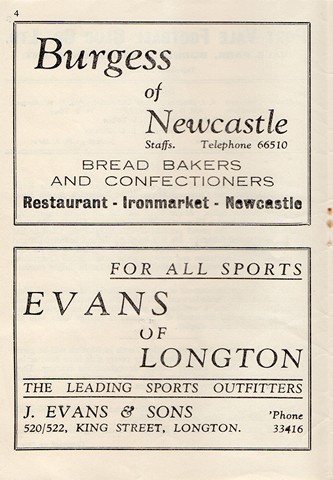 4
Burgess
of
Newcastle
Staffs. Telephone 66510
BREAD BAKERS
AND CONFECTIONERS
Restaurant - Ironmarket - Newcastle
FOR ALL SPORTS
EVANS
OF
LONGTON
THE LEADING SPORTS OUTFITTERS
J. EVANS & SONS 'Phone
520/522, KING STREET, LONGTON. 33416